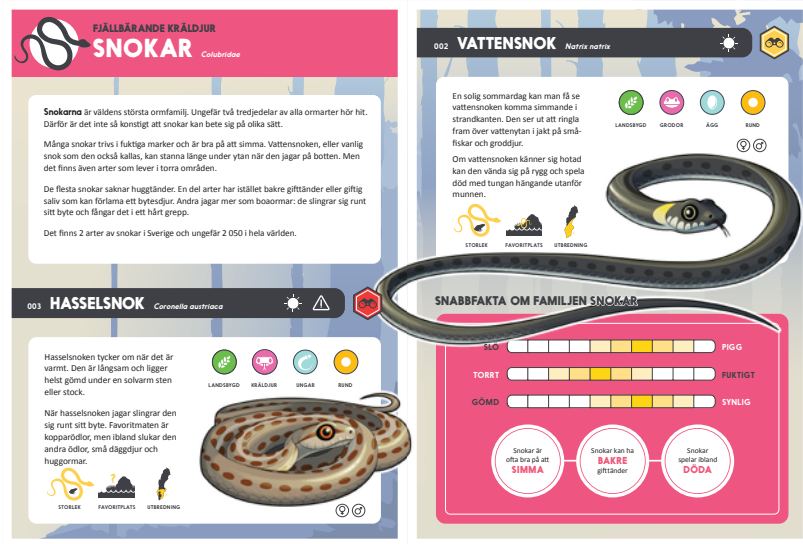 FJÄLLBÄRANDE KRÄLDJUR
SNOKAR Colubridae
Snokarna är väldens största ormfamilj. Ungefär två tredjedelar av alla ormarter hör hit.
Därför är det inte så konstigt att snokar kan bete sig på olika sätt.
Många snokar trivs i fuktiga marker och är bra på att simma. Vattensnoken, eller vanlig
snok som den också kallas, kan stanna länge under ytan när den jagar på botten. Men
det finns även arter som lever i torra områden.
De flesta snokar saknar huggtänder. En del arter har istället bakre gifttänder eller giftig
saliv som kan förlama ett bytesdjur. Andra jagar mer som boaormar: de slingrar sig runt
sitt byte och fångar det i ett hårt grepp.
Det finns 2 arter av snokar i Sverige och ungefär 2 050 i hela världen.
003 HASSELSNOK Coronella austriaca
Hasselsnoken tycker om när det är
varmt. Den är långsam och ligger
helst gömd under en solvarm sten
eller stock.
När hasselsnoken jagar slingrar den
sig runt sitt byte. Favoritmaten är
kopparödlor, men ibland slukar den
andra ödlor, små däggdjur och
huggormar.
LANDSBYGD KRÄLDJUR UNGAR RUND
STORLEK FAVORITPLATS UTBREDNING
002 VATTENSNOK Natrix natrix
En solig sommardag kan man få se
vattensnoken komma simmande i
strandkanten. Den ser ut att ringla
fram över vattenytan i jakt på små-
fiskar och groddjur.
Om vattensnoken känner sig hotad
kan den vända sig på rygg och spela
död med tungan hängande utanför
munnen.
LANDSBYGD GRODOR ÄGG RUND
STORLEK FAVORITPLATS UTBREDNING
SNABBFAKTA OM FAMILJEN SNOKAR
SLÖ PIGG
TORRT FUKTIGT
GÖMD SYNLIG
Snokar är
ofta bra på att
SIMMA
Snokar kan ha
BAKRE
gifttänder
Snokar
spelar ibland
DÖDA